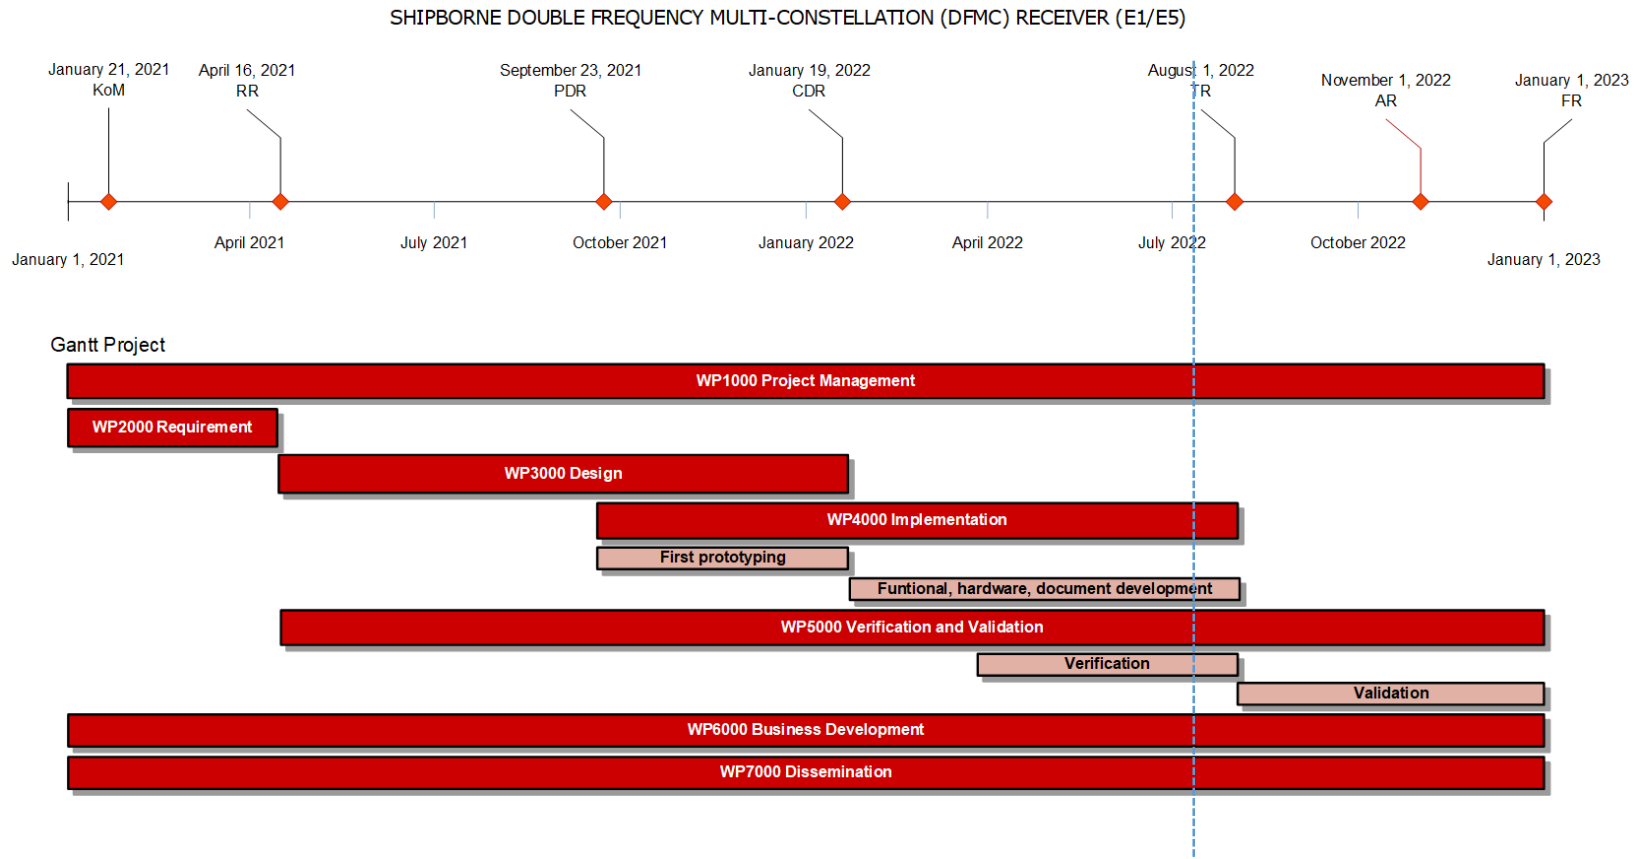 SHIPBORNE DOUBLE FREQUENCY MULTI-CONSTELLATION (DFMC) RECEIVER (E1/E5)
January 21, 2021
KoM
April 16, 2021
RR
September 23, 2021
PDR
January 19, 2022
CDR
August 1, 2022
TR
November 1, 2022
AR
January 1, 2023
FR
April 2021
July 2021
October 2021
January 2022
April 2022
July 2022
October 2022
January 1, 2021
January 1, 2023
Gantt Project
WP1000 Project Management
WP2000 Requirement
WP3000 Design
WP4000 Implementation
First prototyping
Funtional, hardware, document development
WP5000 Verification and Validation
Verification
Validation
WP6000 Business Development
WP7000 Dissemination